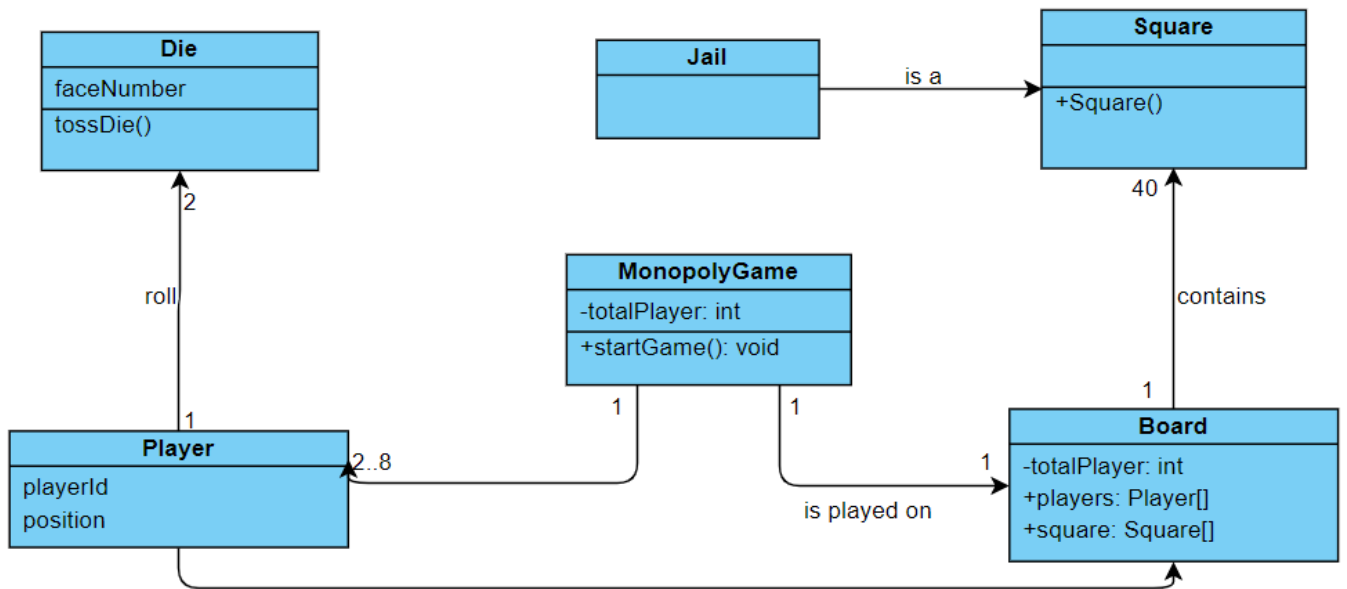 Die
faceNumber
tossDie()
Jail
is a
Square
+Square()
2
40
roll
MonopolyGame
-totalPlayer: int
+startGame(): void
contains
1
1
1
1
Player
playerId
position
2..8
1
is played on
Board
-totalPlayer: int
+players: Player[]
+square: Square[]